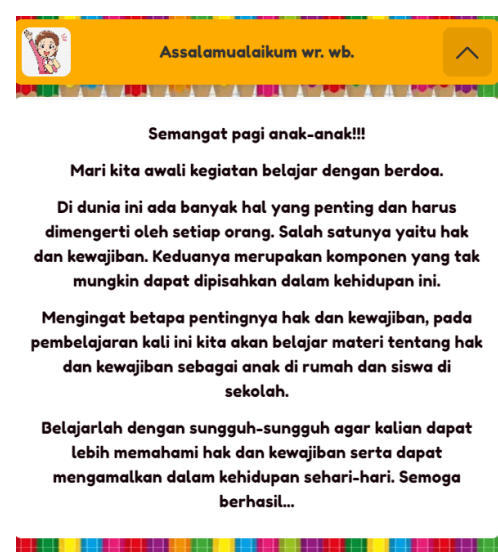 Assalamualaikum wr. wb.
Semangat pagi anak-anak!!!
Mari kita awali kegiatan belajar dengan berdoa.
Di dunia ini ada banyak hal yang penting dan harus
dimengerti oleh setiap orang. Salah satunya yaitu hak
dan kewajiban. Keduanya merupakan komponen yang tak
mungkin dapat dipisahkan dalam kehidupan ini.
Mengingat betapa pentingnya hak dan kewajiban, pada
pembelajaran kali ini kita akan belajar materi tentang hak
dan kewajiban sebagai anak di rumah dan siswa di
sekolah.
Belajarlah dengan sungguh-sungguh agar kalian dapat
lebih memahami hak dan kewajiban serta dapat
mengamalkan dalam kehidupan sehari-hari. Semoga
berhasil...